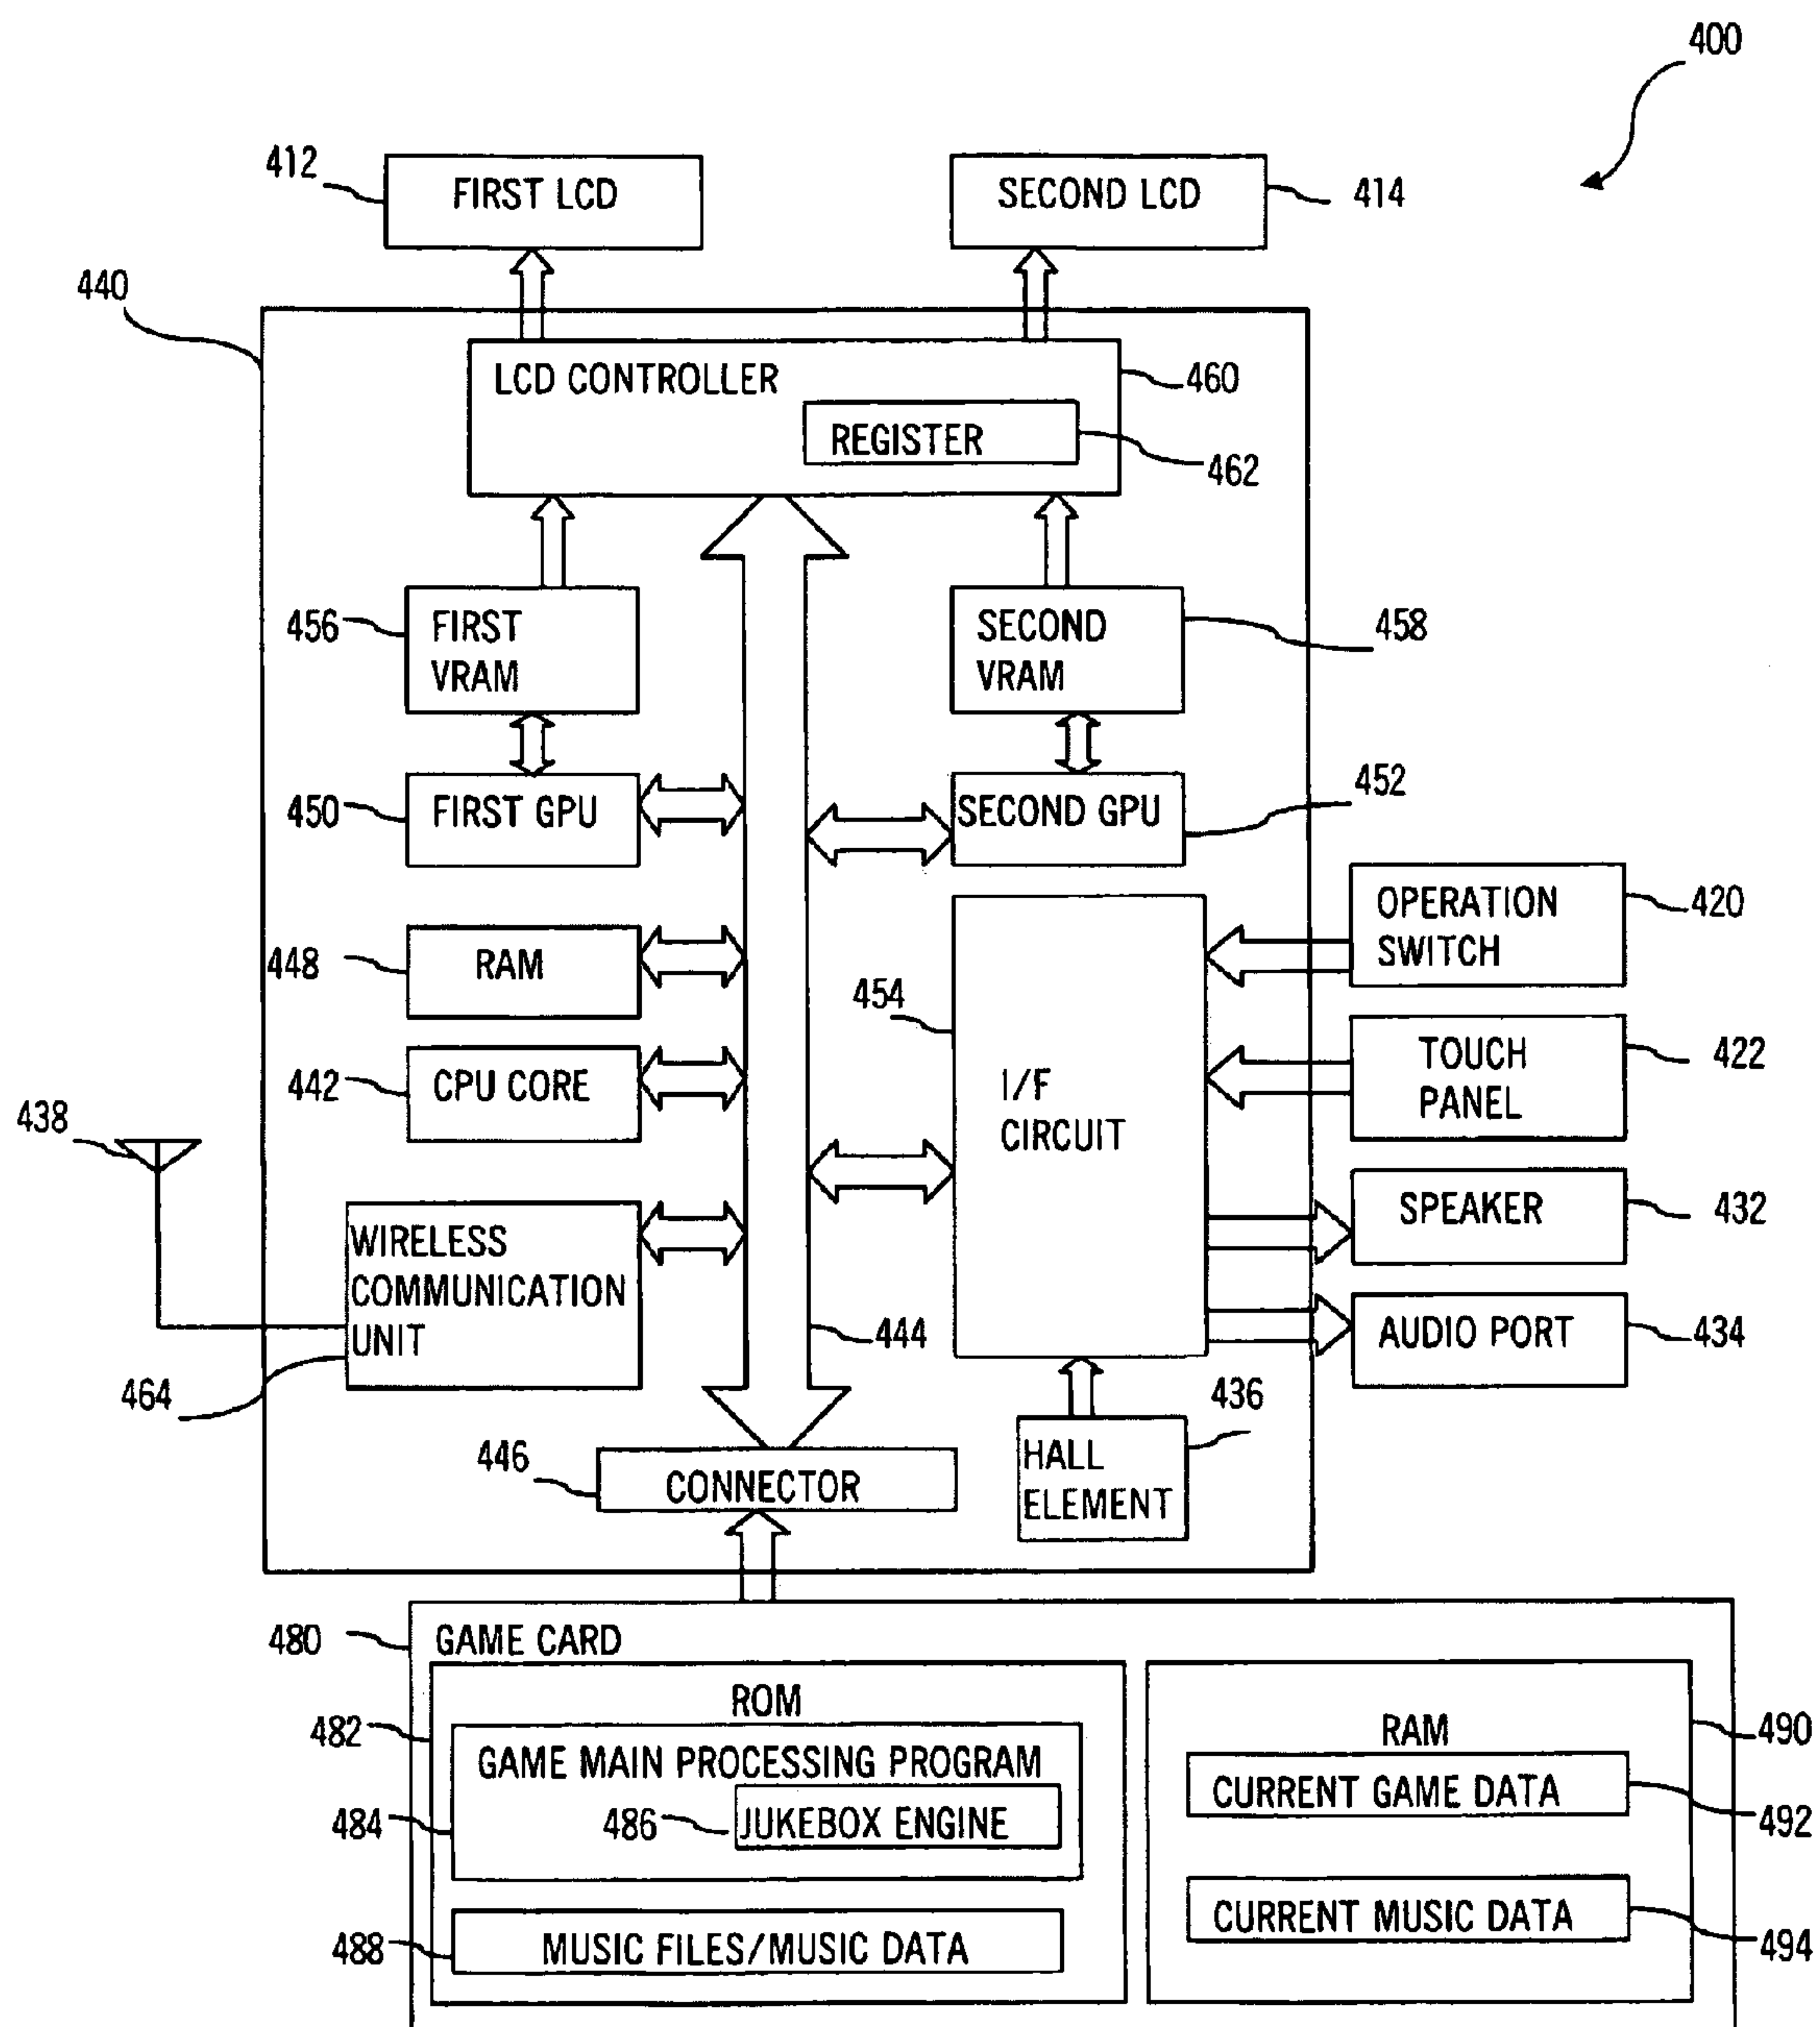 400
412
FIRST LCD
SECOND LCD
414
440
LCD CONTROLLER
460
REGISTER
462
456
FIRST
VRAM
SECOND
VRAM
458
450
FIRST GPU
SECOND GPU
452
448
RAM
454
I/F
CIRCUIT
OPERATION
SWITCH
420
442
CPU CORE
TOUCH
PANEL
422
438
SPEAKER
432
WIRELESS
COMMUNICATION
UNIT
464
444
AUDIO PORT
434
436
HALL
ELEMENT
446
CONNECTOR
480
GAME CARD
ROM
482
GAME MAIN PROCESSING PROGRAM
484
486
JUKEBOX ENGINE
488
MUSIC FILES/MUSIC DATA
RAM
490
CURRENT GAME DATA
492
CURRENT MUSIC DATA
494